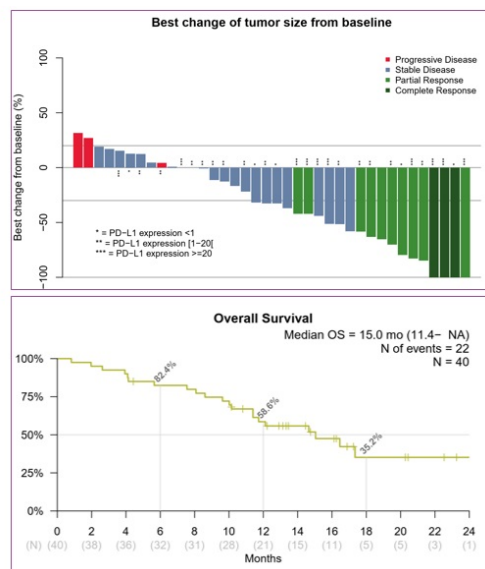 Best change of tumor size from baseline
Progressive Disease
Stable Disease
Partial Response
Complete Response
Best change from baseline (%)
100
50
0
−50
−100
* = PD−L1 expression <1
** = PD−L1 expression [1−20[
*** = PD−L1 expression >=20
Overall Survival
Median OS = 15.0 mo (11.4− NA)
N of events = 22
N = 40
100%
75%
50%
25%
0%
82.4%
58.6%
35.2%
0 2 4 6 8 10 12 14 16 18 20 22 24
(N) (40) (38) (36) (32) (31) (28) (21) (15) (11) (5) (5) (3) (1)
Months